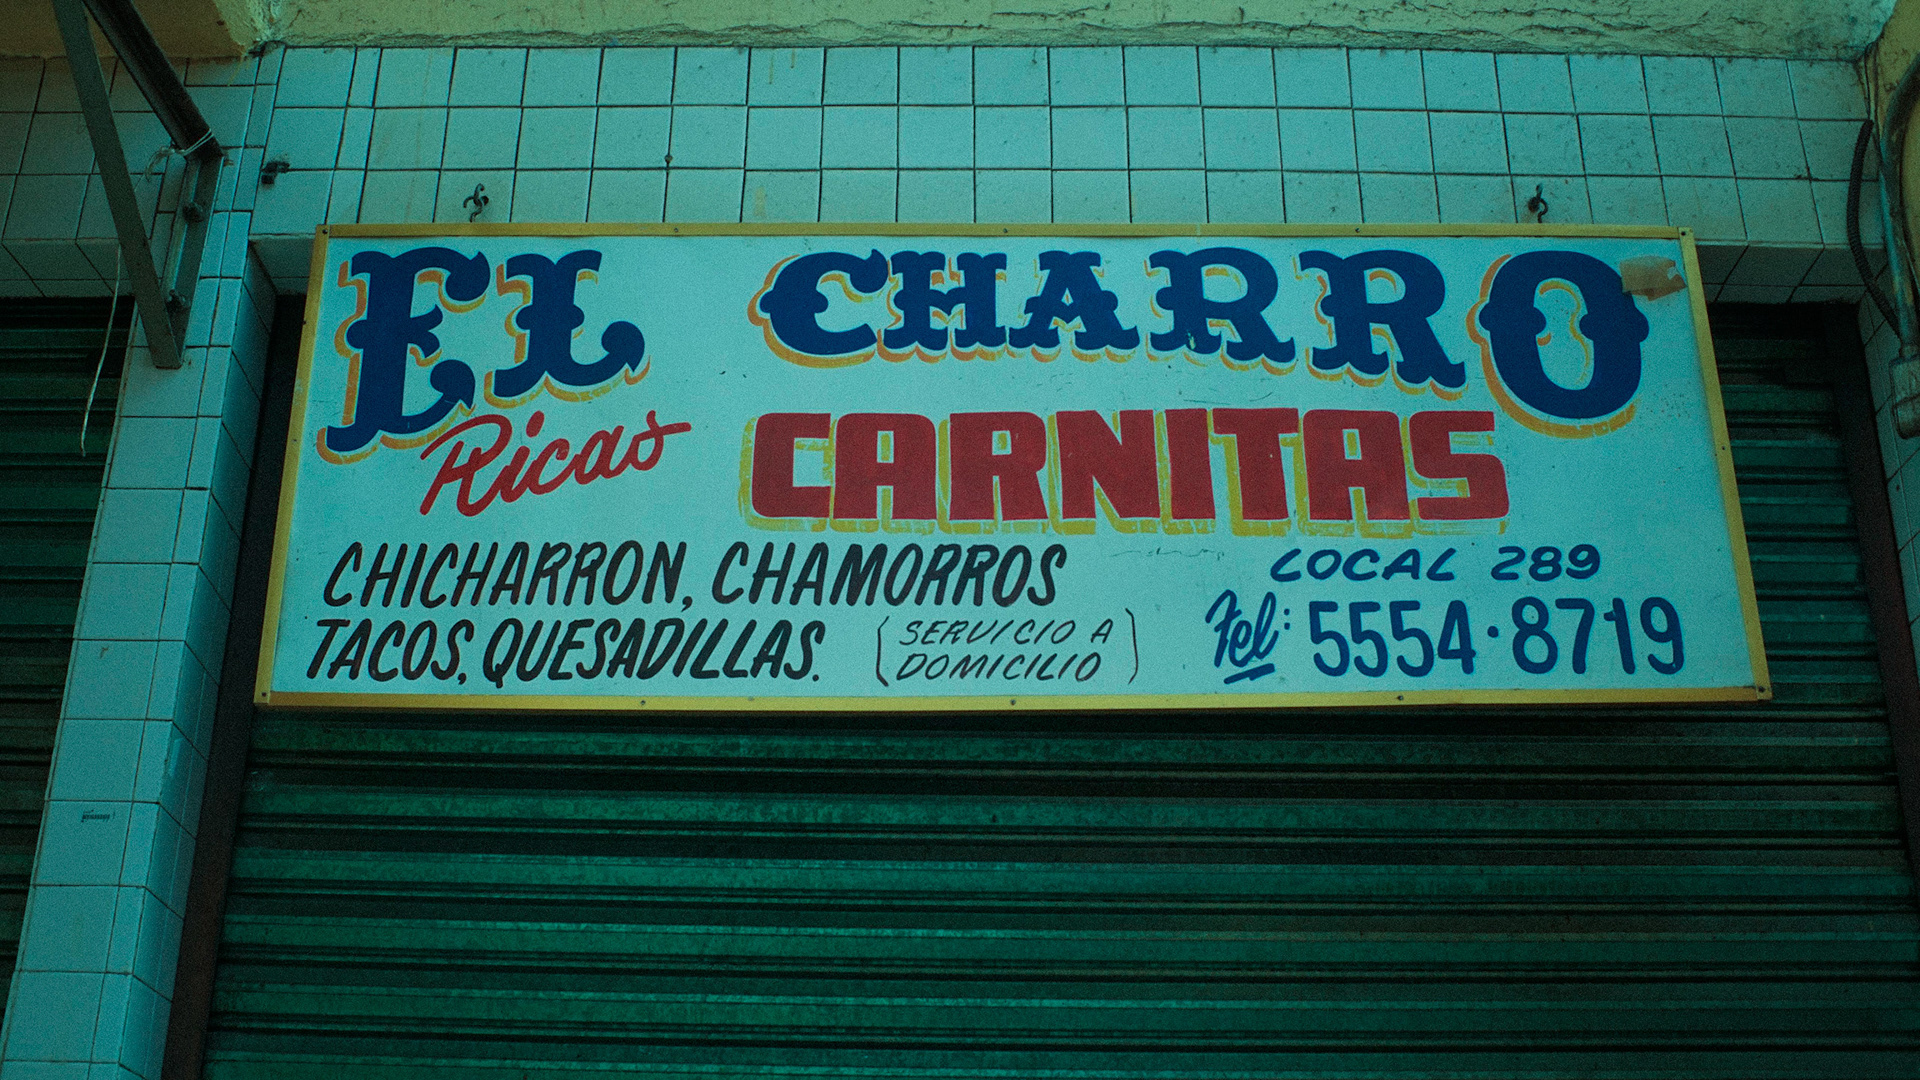 EL CHARRO
Ricas CARNITAS
CHICHARRON, CHAMORROS
TACOS, QUESADILLAS.
(SERVICIO A
DOMICILIO)
LOCAL 289
Tel: 5554·8719